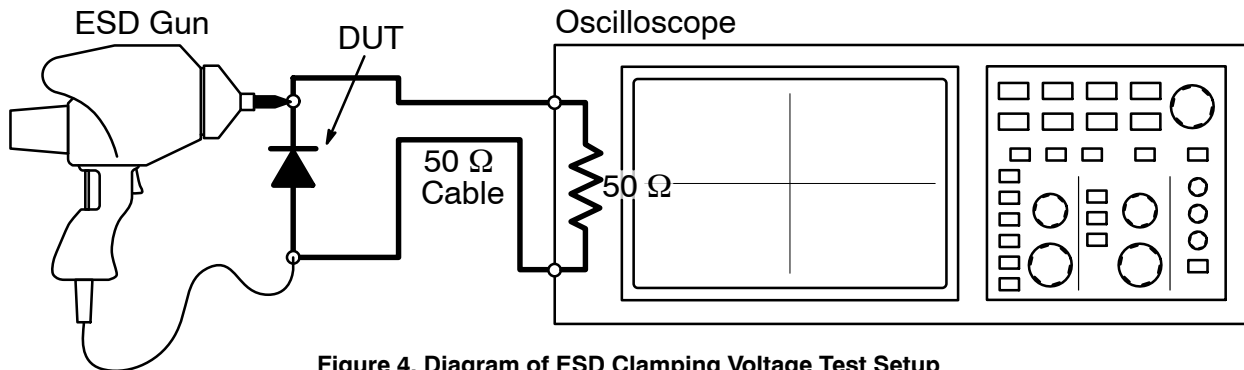 ESD Gun
DUT
Oscilloscope
50 Ω
Cable
50 Ω
Figure 4. Diagram of ESD Clamping Voltage Test Setup